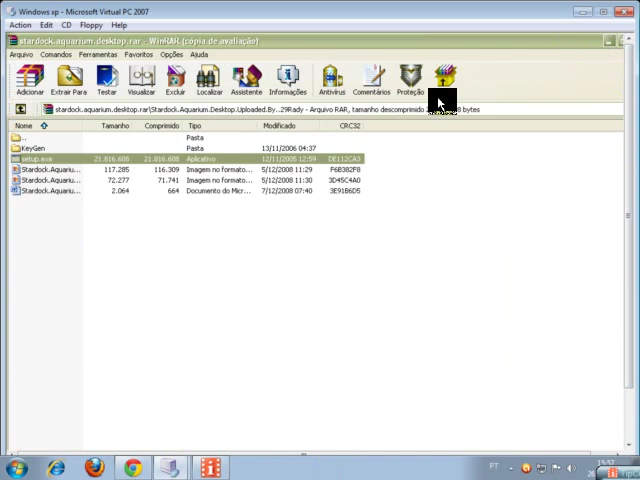 Windows xp - Microsoft Virtual PC 2007
Action Edit CD Floppy Help
stardock.aquarium.desktop.rar - WinRAR (cópia de avaliação)
Arquivo Comandos Ferramentas Favoritos Opções Ajuda
Adicionar Extrair Para Testar Visualizar Excluir Localizar Assistente Informações Antivírus Comentários Proteção
stardock.aquarium.desktop.rar\Stardock.Aquarium.Desktop.Uploaded.By...29Rady - Arquivo RAR, tamanho descomprimido bytes
Nome Tamanho Comprimido Tipo Modificado CRC32
.. Pasta
KeyGen Pasta 13/11/2006 04:37
setup.exe 21.816.608 21.816.608 Aplicativo 12/11/2005 12:59 DE112CA3
Stardock.Aquariu... 117.285 116.309 Imagem no formato... 5/12/2008 11:29 F6B382F8
Stardock.Aquariu... 72.277 71.741 Imagem no formato... 5/12/2008 11:30 3D45C4A0
Stardock.Aquariu... 2.064 664 Documento do Micr... 7/12/2008 07:40 3E91B6D5
PT
15:57